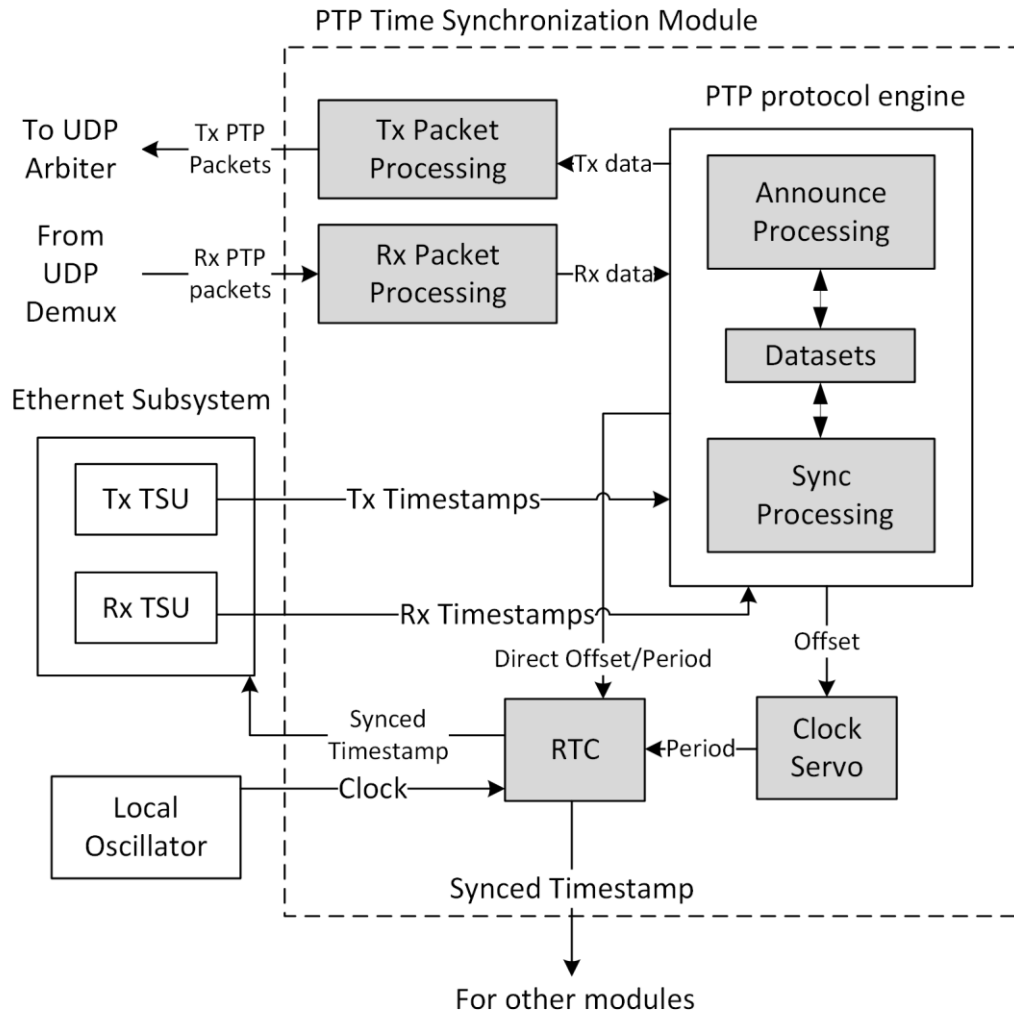 PTP Time Synchronization Module
PTP protocol engine
To UDP
Arbiter
Tx PTP
Packets
Tx Packet
Processing
Tx data
Announce
Processing
From
UDP
Demux
Rx PTP
packets
Rx Packet
Processing
Rx data
Datasets
Ethernet Subsystem
Tx TSU
Tx Timestamps
Sync
Processing
Rx TSU
Rx Timestamps
Direct Offset/Period
Offset
Synced
Timestamp
RTC
Period
Clock
Servo
Clock
Local
Oscillator
Synced Timestamp
For other modules